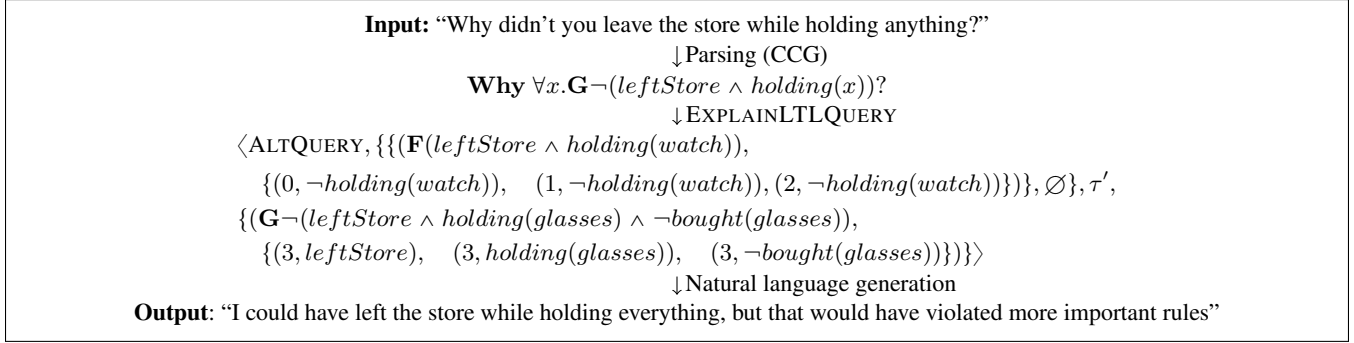 Input: “Why didn’t you leave the store while holding anything?”
↓Parsing (CCG)
Why ∀x.G¬(leftStore ∧ holding(x))?
↓EXPLAINLTLQUERY
⟨ALTQUERY, {{(F(leftStore ∧ holding(watch)),
{(0, ¬holding(watch)), (1, ¬holding(watch)), (2, ¬holding(watch))})}, ∅}, τ′,
{(G¬(leftStore ∧ holding(glasses) ∧ ¬bought(glasses)),
{(3, leftStore), (3, holding(glasses)), (3, ¬bought(glasses))})}⟩
↓Natural language generation
Output: “I could have left the store while holding everything, but that would have violated more important rules”